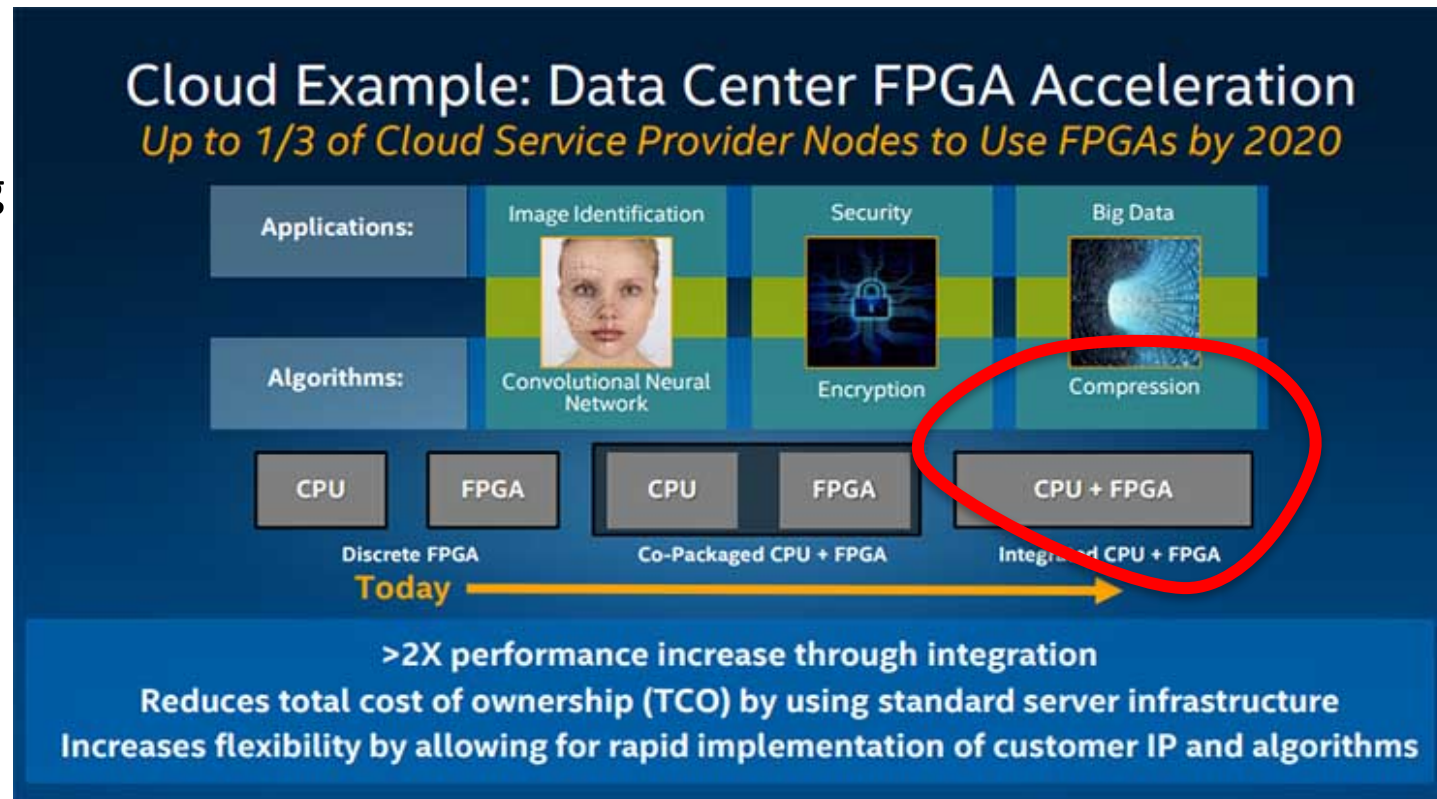 Cloud Example: Data Center FPGA Acceleration
Up to 1/3 of Cloud Service Provider Nodes to Use FPGAs by 2020
g
Applications:
Image Identification
Security
Big Data
Algorithms:
Convolutional Neural
Network
Encryption
Compression
CPU
FPGA
CPU
FPGA
CPU + FPGA
Discrete FPGA
Co-Packaged CPU + FPGA
Integrated CPU + FPGA
Today
>2X performance increase through integration
Reduces total cost of ownership (TCO) by using standard server infrastructure
Increases flexibility by allowing for rapid implementation of customer IP and algorithms